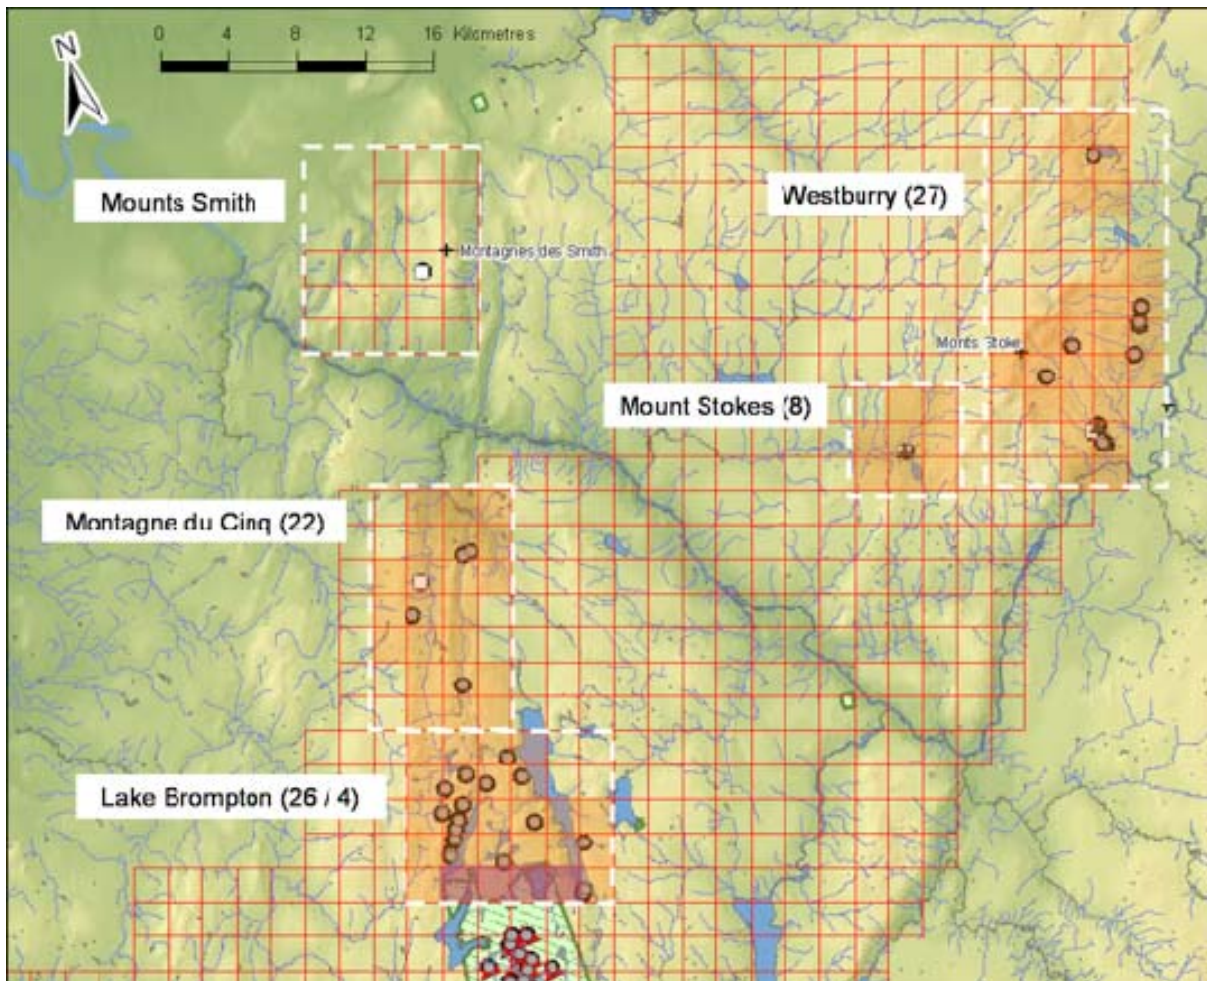 N
0 4 8 12 16 Kilometres
Mounts Smith
Montagnes des Smith
Westburry (27)
Monts Stoke
Mount Stokes (8)
Montagne du Cinq (22)
Lake Brompton (26 / 4)